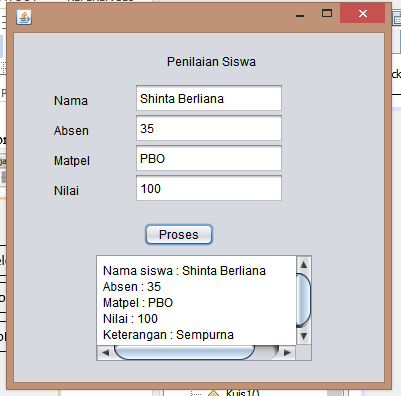 Penilaian Siswa
Nama
Shinta Berliana
Absen
35
Matpel
PBO
Nilai
100
Proses
Nama siswa : Shinta Berliana
Absen : 35
Matpel : PBO
Nilai : 100
Keterangan : Sempurna
Kuis1()